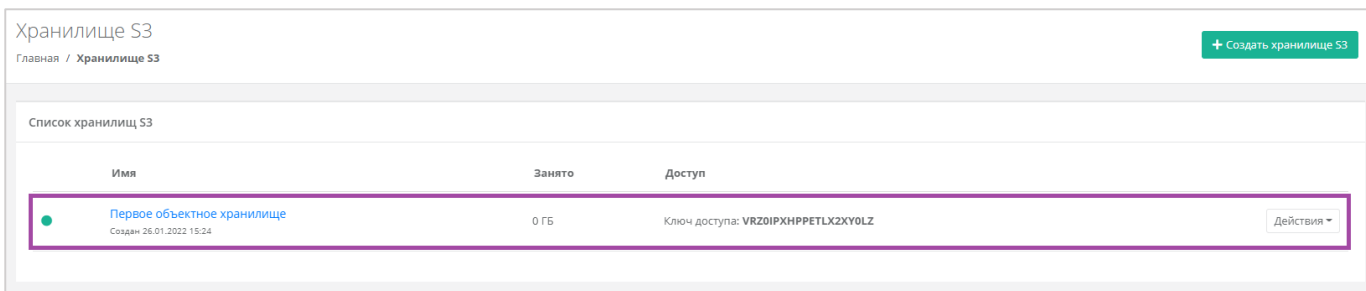 Хранилище S3
Главная / Хранилище S3
+ Создать хранилище S3
Список хранилищ S3
Имя Занято Доступ
Первое объектное хранилище 0 ГБ Ключ доступа: VRZ0IPXHPPETLX2XY0LZ Действия
Создан 26.01.2022 15:24